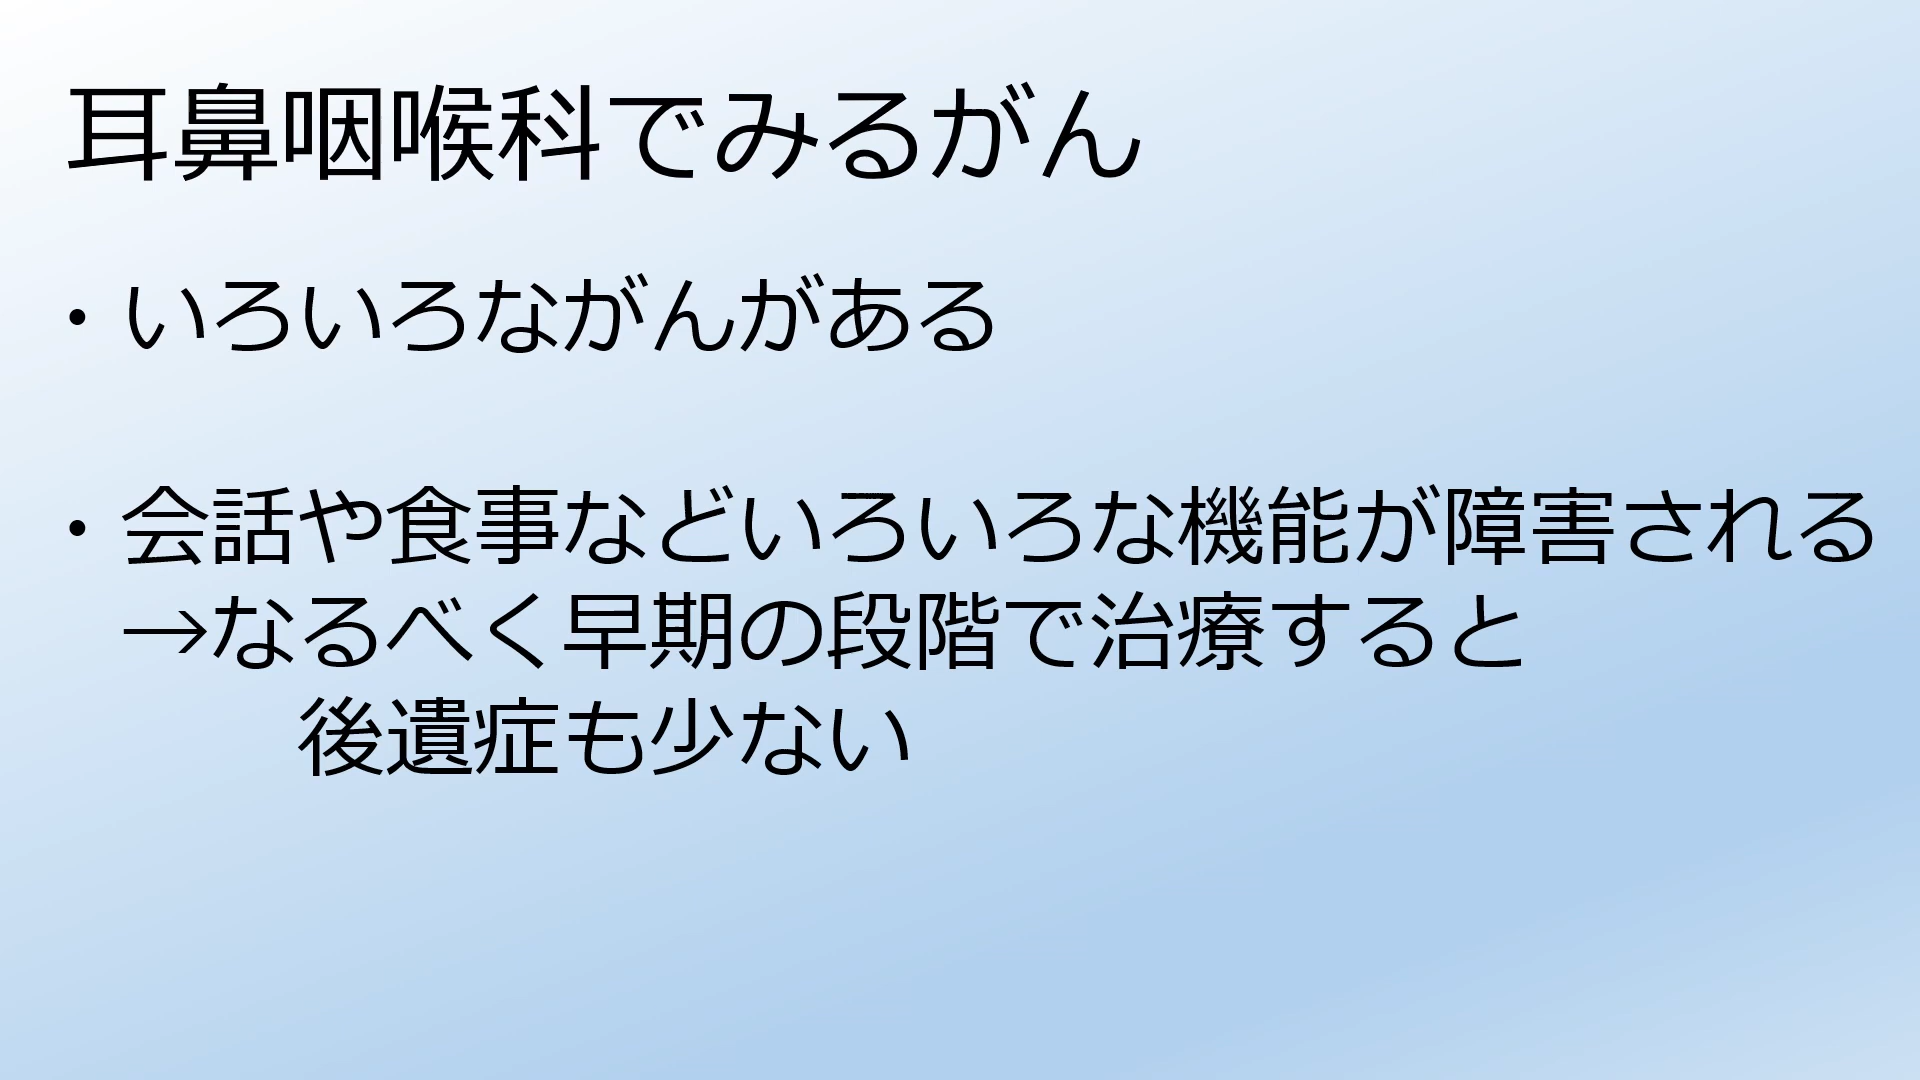 耳鼻咽喉科でみるがん
・いろいろながんがある
・会話や食事などいろいろな機能が障害される
→なるべく早期の段階で治療すると
後遺症も少ない